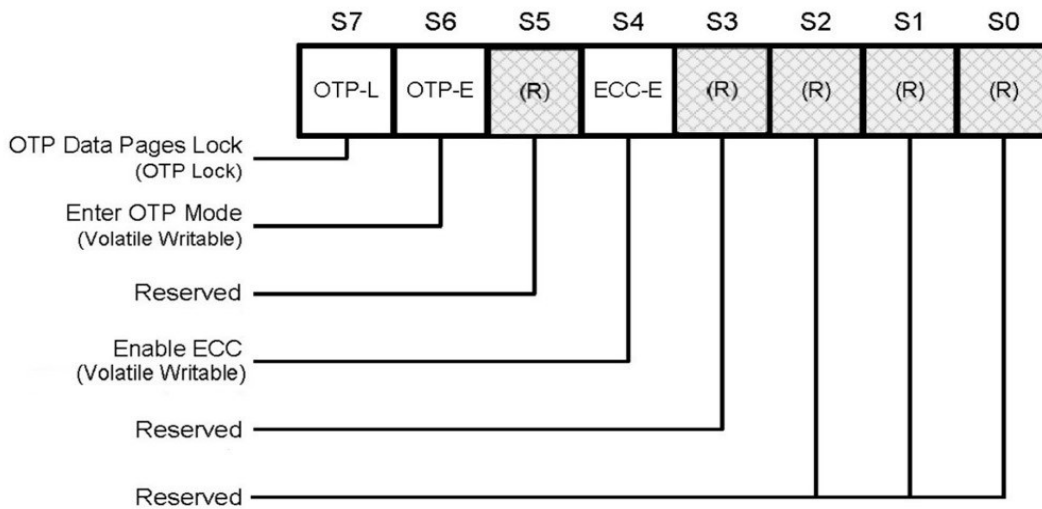 S7 S6 S5 S4 S3 S2 S1 S0
OTP-L OTP-E (R) ECC-E (R) (R) (R) (R)
OTP Data Pages Lock
(OTP Lock)
Enter OTP Mode
(Volatile Writable)
Reserved
Enable ECC
(Volatile Writable)
Reserved
Reserved